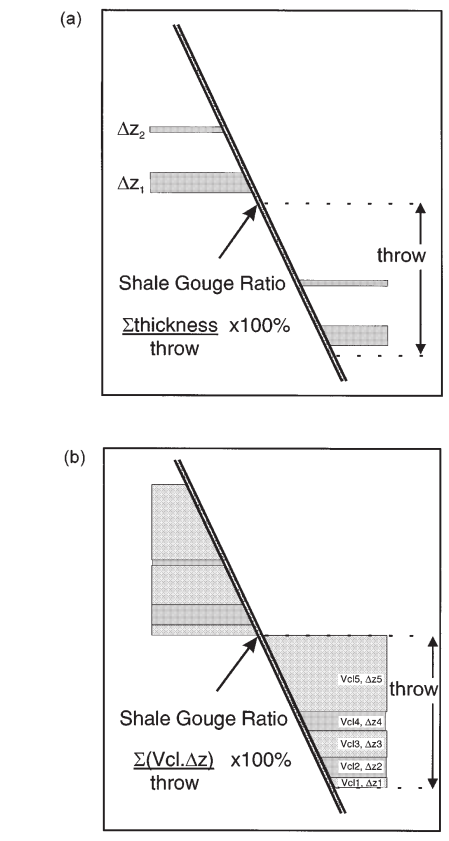 (a)
Δz2
Δz1
throw
Shale Gouge Ratio
Σthickness x100%
throw
(b)
Vcl5, Δz5
throw
Vcl4, Δz4
Shale Gouge Ratio
Vcl3, Δz3
Σ(Vcl.Δz) x100%
Vcl2, Δz2
throw
Vcl1, Δz1